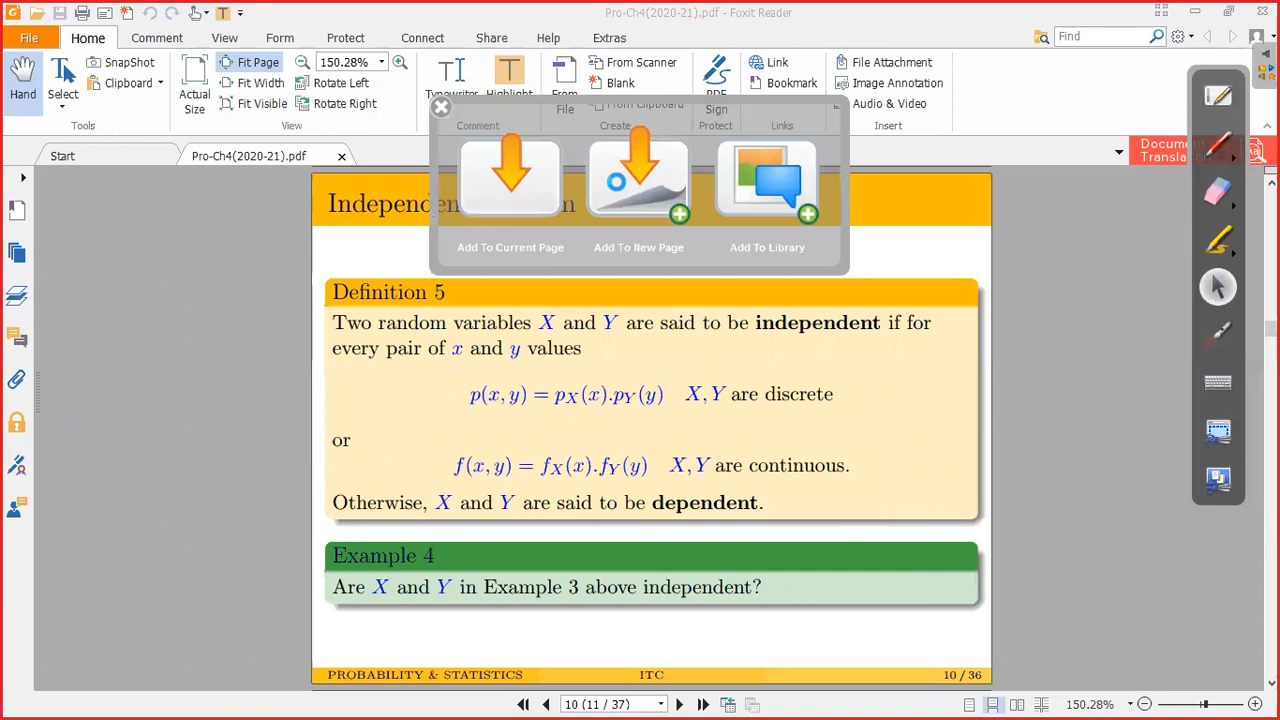 Pro-Ch4(2020-21).pdf - Foxit Reader
File Home Comment View Form Protect Connect Share Help Extras Find
Hand
Select
SnapShot
Clipboard
Tools
Actual Size
Fit Page
Fit Width
Fit Visible
150.28%
Rotate Left
Rotate Right
View
Typewriter Highlight
Comment
From File
From Scanner
Blank
From Clipboard
Create
PDF Sign
Protect
Link
Bookmark
Links
File Attachment
Image Annotation
Audio & Video
Insert
Start Pro-Ch4(2020-21).pdf
Document Translation
Add To Current Page Add To New Page Add To Library
Definition 5
Two random variables X and Y are said to be independent if for
every pair of x and y values
p(x, y) = p_X(x).p_Y(y) X, Y are discrete
or
f(x, y) = f_X(x).f_Y(y) X, Y are continuous.
Otherwise, X and Y are said to be dependent.
Example 4
Are X and Y in Example 3 above independent?
PROBABILITY & STATISTICS ITC 10 / 36
10 (11 / 37) 150.28%